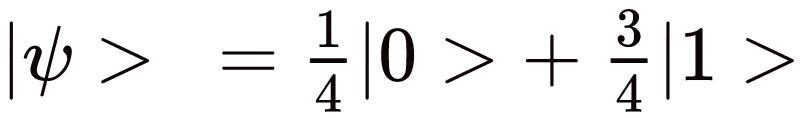 |ψ > = 1/4 |0 > + 3/4 |1 >